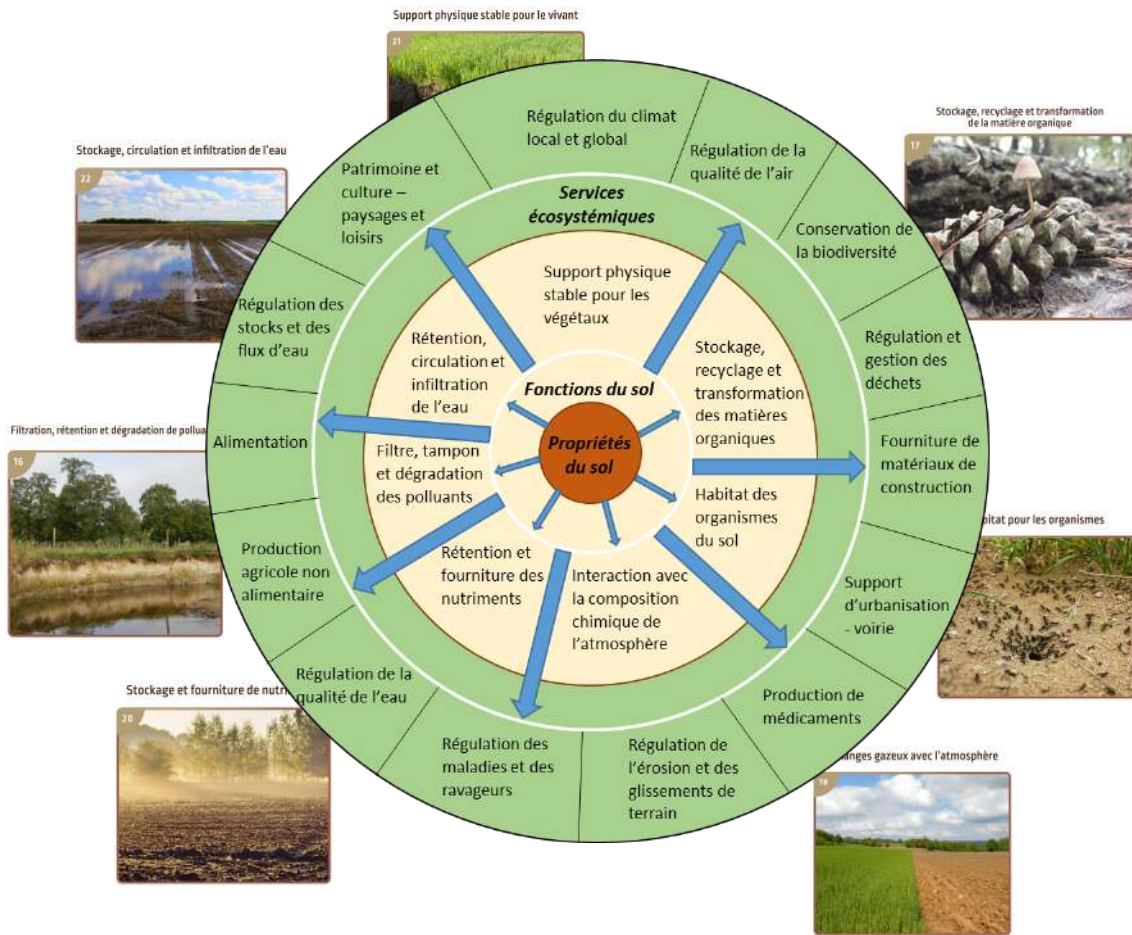 Support physique stable pour le vivant
21
Stockage, recyclage et transformation
de la matière organique
17
Stockage, circulation et infiltration de l'eau
22
Filtration, rétention et dégradation de
16
Stockage et fourniture de
20
pour les organismes
gazeux avec l'atmosphère
Régulation du climat
local et global
Régulation de la
qualité de l'air
Conservation de
la biodiversité
Régulation et
gestion des
déchets
Fourniture de
matériaux de
construction
Support
d'urbanisation
- voirie
Production de
médicaments
Régulation de
l'érosion et des
glissements de
terrain
Régulation des
maladies et des
ravageurs
Régulation de la
qualité de l'eau
Production
agricole non
alimentaire
Alimentation
Régulation des
stocks et des
flux d'eau
Patrimoine et
culture –
paysages et
loisirs
Services
écosystémiques
Support physique
stable pour les
végétaux
Stockage,
recyclage et
transformation
des matières
organiques
Habitat des
organismes
du sol
Interaction avec
la composition
chimique de
l'atmosphère
Rétention et
fourniture des
nutriments
Filtre, tampon
et dégradation
des polluants
Rétention,
circulation et
infiltration
de l'eau
Fonctions du sol
Propriétés
du sol